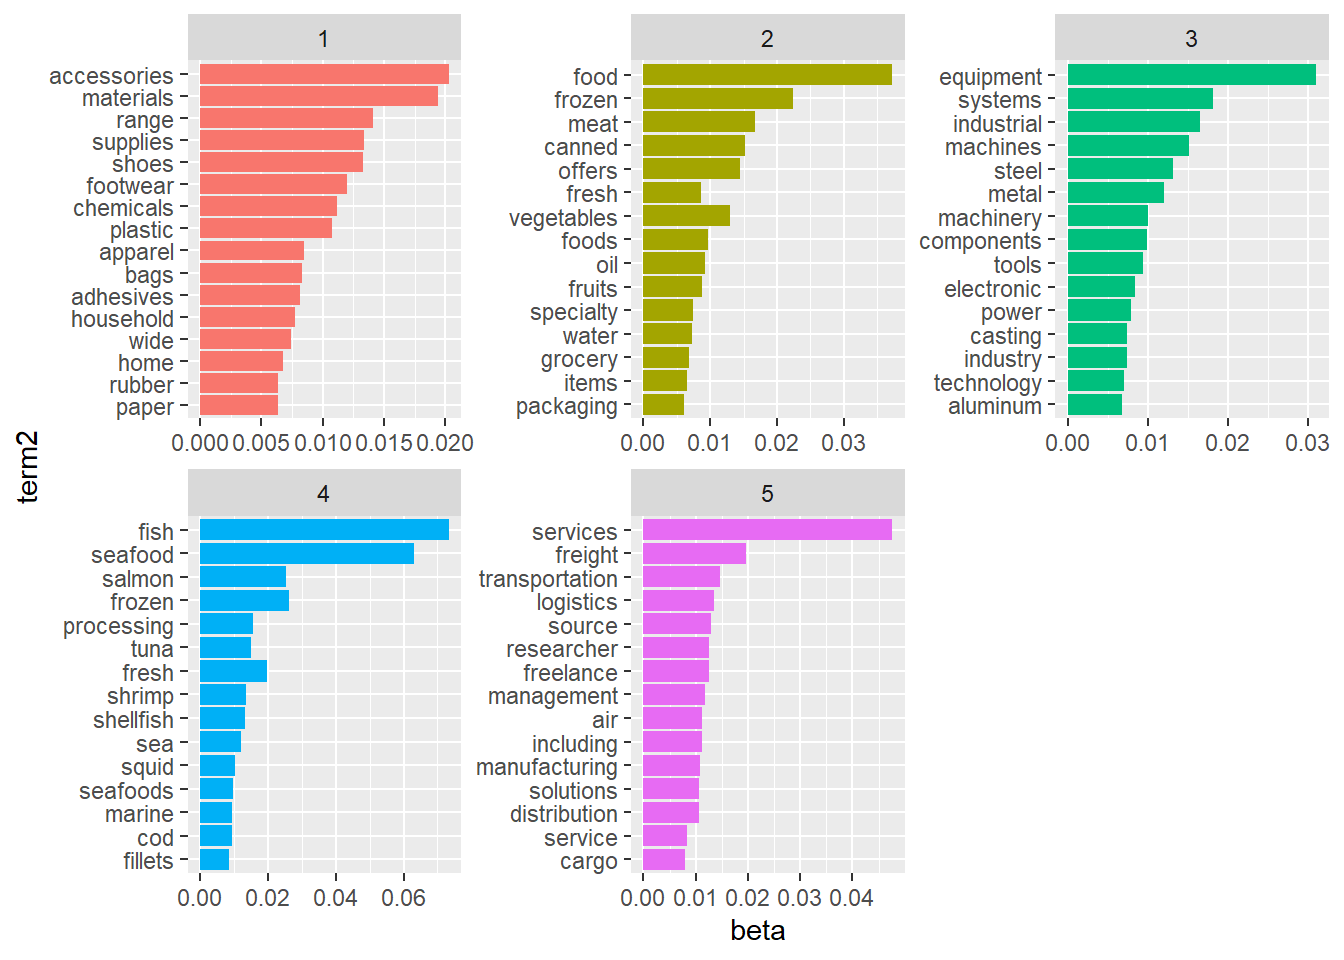 1
accessories
materials
range
supplies
shoes
footwear
chemicals
plastic
apparel
bags
adhesives
household
wide
home
rubber
paper
0.000 0.005 0.010 0.015 0.020
2
food
frozen
meat
canned
offers
fresh
vegetables
foods
oil
fruits
specialty
water
grocery
items
packaging
0.00 0.01 0.02 0.03
3
equipment
systems
industrial
machines
steel
metal
machinery
components
tools
electronic
power
casting
industry
technology
aluminum
0.00 0.01 0.02 0.03
term2
4
fish
seafood
salmon
frozen
processing
tuna
fresh
shrimp
shellfish
sea
squid
seafoods
marine
cod
fillets
0.00 0.02 0.04 0.06
5
services
freight
transportation
logistics
source
researcher
freelance
management
air
including
manufacturing
solutions
distribution
service
cargo
0.00 0.01 0.02 0.03 0.04
beta